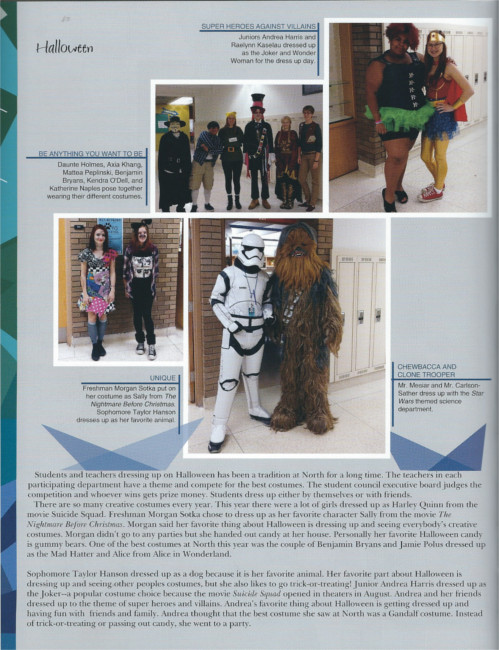 Halloween
SUPER HEROES AGAINST VILLAINS
Juniors Andrea Harris and
Raelynn Kaselau dressed up
as the Joker and Wonder
Woman for the dress up day.
BE ANYTHING YOU WANT TO BE
Daunte Holmes, Axia Khang,
Mattea Peplinski, Benjamin
Bryans, Kendra O'Dell, and
Katherine Naples pose together
wearing their different costumes.
UNIQUE
Freshman Morgan Sotka put on
her costume as Sally from The
Nightmare Before Christmas.
Sophomore Taylor Hanson
dresses up as her favorite animal.
CHEWBACCA AND
CLONE TROOPER
Mr. Mesiar and Mr. Carlson-
Sather dress up with the Star
Wars themed science
department.
Students and teachers dressing up on Halloween has been a tradition at North for a long time. The teachers in each
participating department have a theme and compete for the best costumes. The student council executive board judges the
competition and whoever wins gets prize money. Students dress up either by themselves or with friends.
There are so many creative costumes every year. This year there were a lot of girls dressed up as Harley Quinn from the
movie Suicide Squad. Freshman Morgan Sotka chose to dress up as her favorite character Sally from the movie The
Nightmare Before Christmas. Morgan said her favorite thing about Halloween is dressing up and seeing everybody's creative
costumes. Morgan didn't go to any parties but she handed out candy at her house. Personally her favorite Halloween candy
is gummy bears. One of the best costumes at North this year was the couple of Benjamin Bryans and Jamie Polus dressed up
as the Mad Hatter and Alice from Alice in Wonderland.
Sophomore Taylor Hanson dressed up as a dog because it is her favorite animal. Her favorite part about Halloween is
dressing up and seeing other peoples costumes, but she also likes to go trick-or-treating! Junior Andrea Harris dressed up as
the Joker--a popular costume choice because the movie Suicide Squad opened in theaters in August. Andrea and her friends
dressed up to the theme of super heroes and villains. Andrea's favorite thing about Halloween is getting dressed up and
having fun with friends and family. Andrea thought that the best costume she saw at North was a Gandalf costume. Instead
of trick-or-treating or passing out candy, she went to a party.